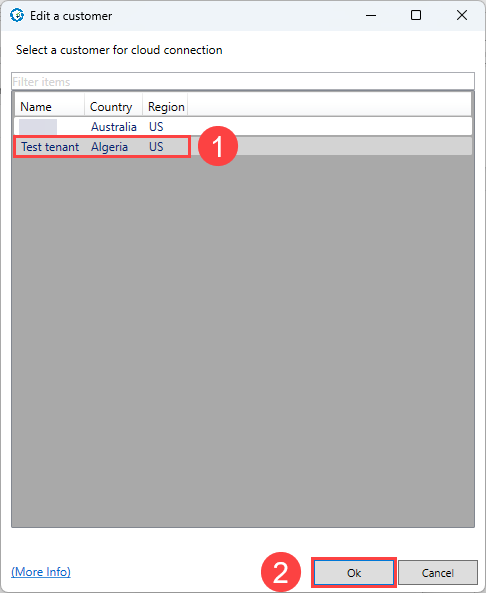 Edit a customer
Select a customer for cloud connection
Filter items
Name Country Region
Australia US
Test tenant Algeria US 1
(More Info) 2 Ok Cancel